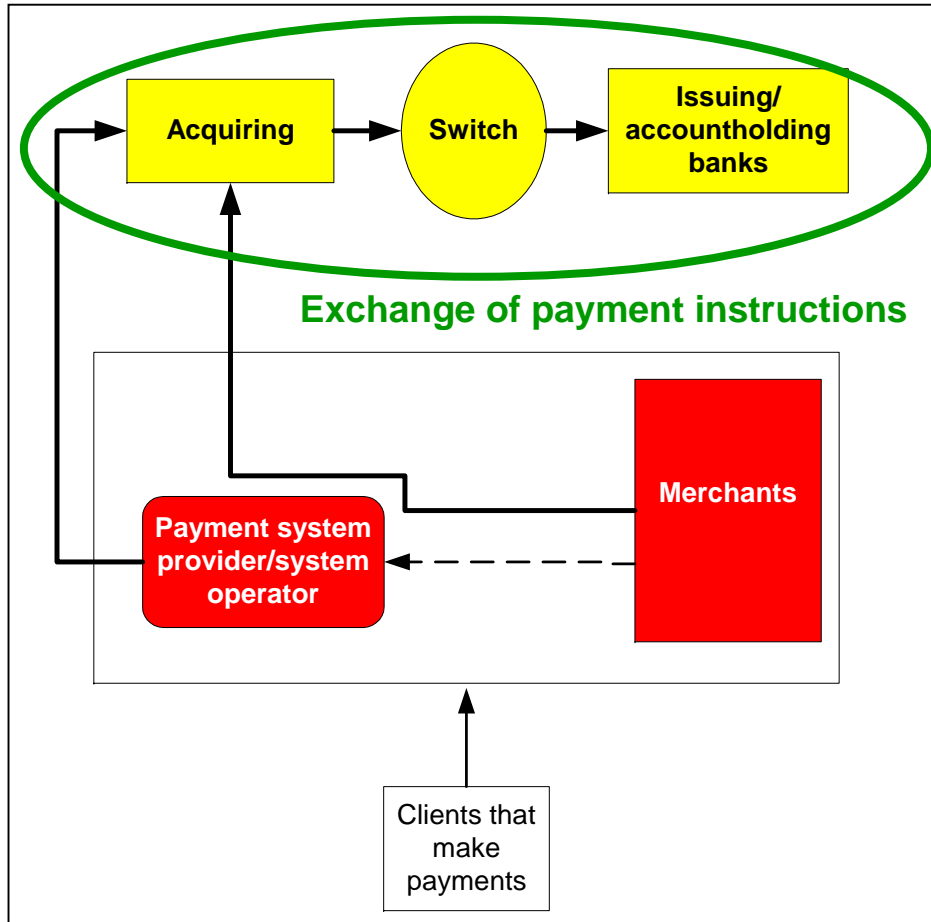 Acquiring
Switch
Issuing/
accountholding
banks
Exchange of payment instructions
Merchants
Payment system
provider/system
operator
Clients that
make
payments